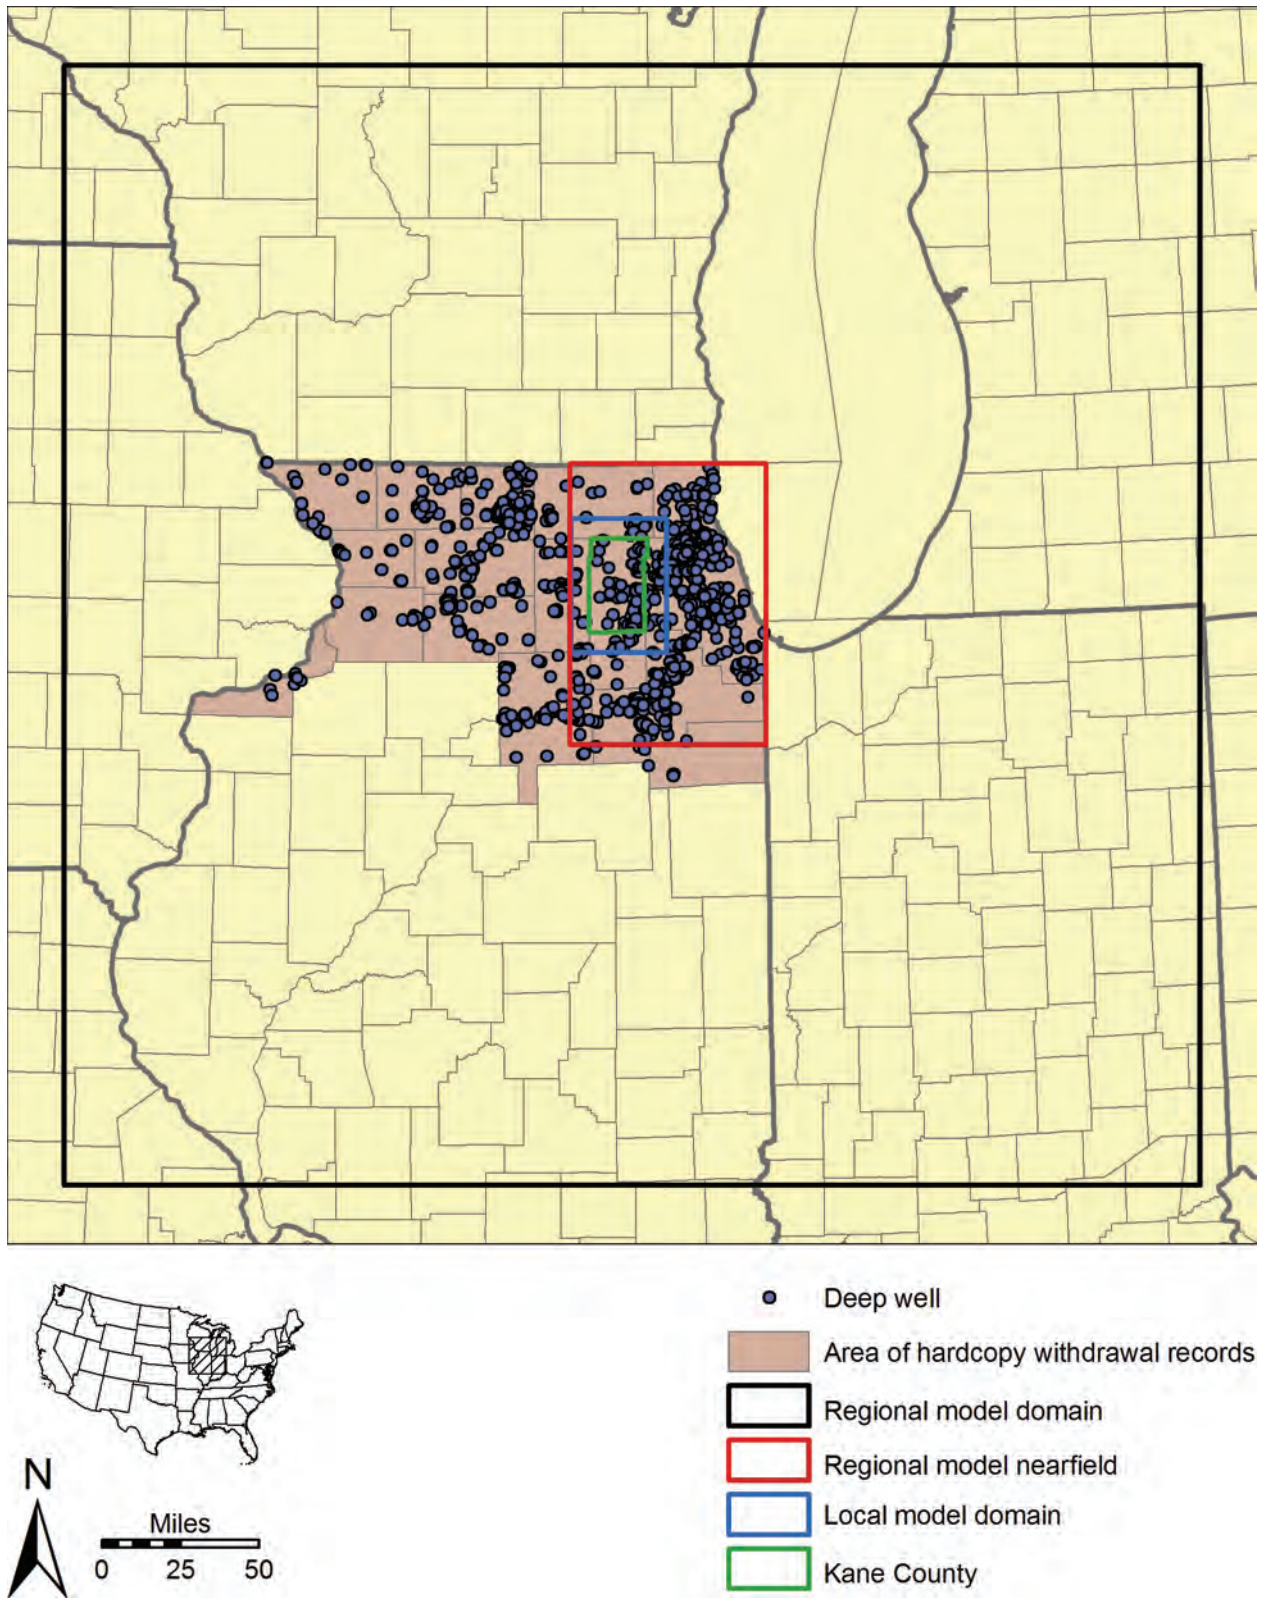 Deep well
Area of hardcopy withdrawal records
Regional model domain
Regional model nearfield
Local model domain
Kane County
N
Miles
0 25 50